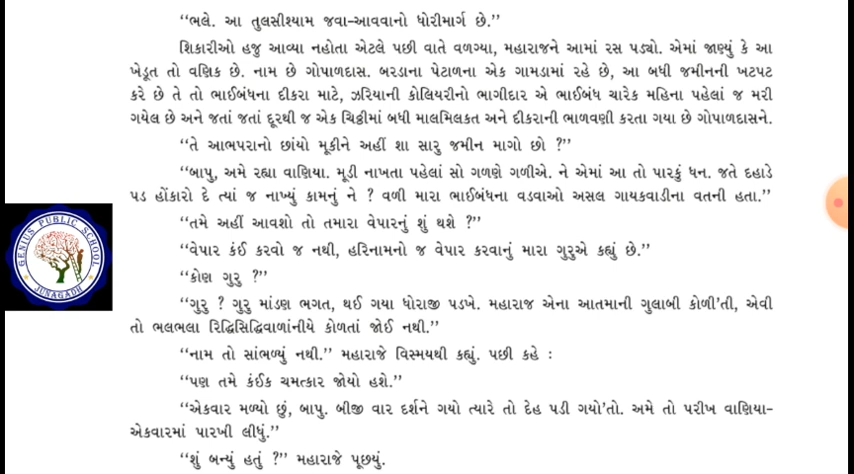 “ભલે. આ તુલસીશ્યામ જવા-આવવાનો ધોરીમાર્ગ છે.”
શિકારીઓ હજુ આવ્યા નહોતા એટલે પછી વાતે વળગ્યા, મહારાજને આમાં રસ પડ્યો. એમાં જાણ્યું કે આ
ખેડૂત તો વણિક છે. નામ છે ગોપાળદાસ. બરડાના પેટાળના એક ગામડામાં રહે છે, આ બધી જમીનની ખટપટ
કરે છે તે તો ભાઈબંધના દીકરા માટે, ઝરિયાની કોલિયરીનો ભાગીદાર એ ભાઈબંધ ચારેક મહિના પહેલાં જ મરી
ગયેલ છે અને જતાં જતાં દૂરથી જ એક ચિઠ્ઠીમાં બધી માલમિલકત અને દીકરાની ભાળવણી કરતા ગયા છે ગોપાળદાસને.
“તે આભપરાનો છાંયો મૂકીને અહીં શા સારુ જમીન માગો છો ?”
“બાપુ, અમે રહ્યા વાણિયા. મૂડી નાખતા પહેલાં સો ગળણે ગળીએ. ને એમાં આ તો પારકું ધન. જતે દહાડે
પડ હોંકારો દે ત્યાં જ નાખ્યું કામનું ને ? વળી મારા ભાઈબંધના વડવાઓ અસલ ગાયકવાડીના વતની હતા.”
“તમે અહીં આવશો તો તમારા વેપારનું શું થશે ?”
“વેપાર કંઈ કરવો જ નથી, હરિનામનો જ વેપાર કરવાનું મારા ગુરુએ કહ્યું છે.”
“કોણ ગુરુ ?”
“ગુરુ ? ગુરુ માંડણ ભગત, થઈ ગયા ધોરાજી પડખે. મહારાજ એના આતમાની ગુલાબી કોળી’તી, એવી
તો ભલભલા રિદ્ધિસિદ્ધિવાળાંનીયે કોળતાં જોઈ નથી.”
“નામ તો સાંભળ્યું નથી.” મહારાજે વિસ્મયથી કહ્યું. પછી કહે :
“પણ તમે કંઈક ચમત્કાર જોયો હશે.”
“એકવાર મળ્યો છું, બાપુ. બીજી વાર દર્શને ગયો ત્યારે તો દેહ પડી ગયો’તો. અમે તો પરીખ વાણિયા-
એકવારમાં પારખી લીધું.”
“શું બન્યું હતું ?” મહારાજે પૂછયું.
GENIUS PUBLIC SCHOOL
JUNAGADH